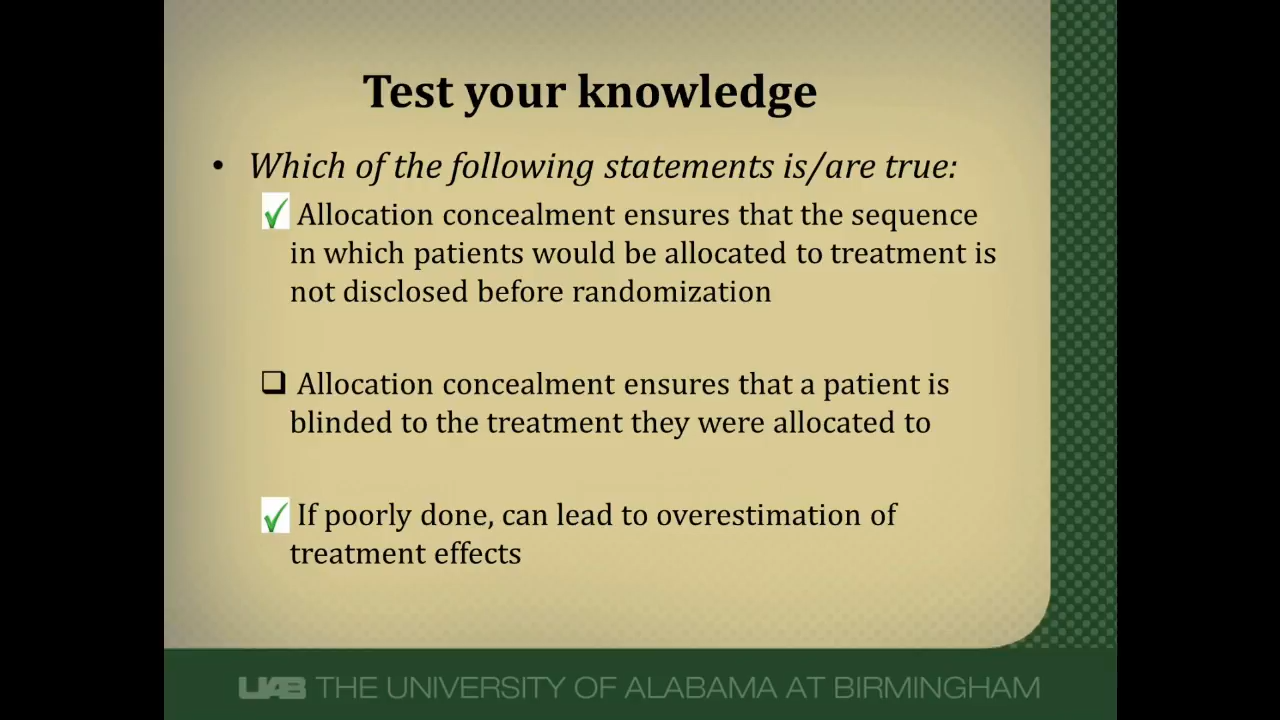 Test your knowledge
• Which of the following statements is/are true:
✓ Allocation concealment ensures that the sequence
in which patients would be allocated to treatment is
not disclosed before randomization
❑ Allocation concealment ensures that a patient is
blinded to the treatment they were allocated to
✓ If poorly done, can lead to overestimation of
treatment effects
UAB THE UNIVERSITY OF ALABAMA AT BIRMINGHAM